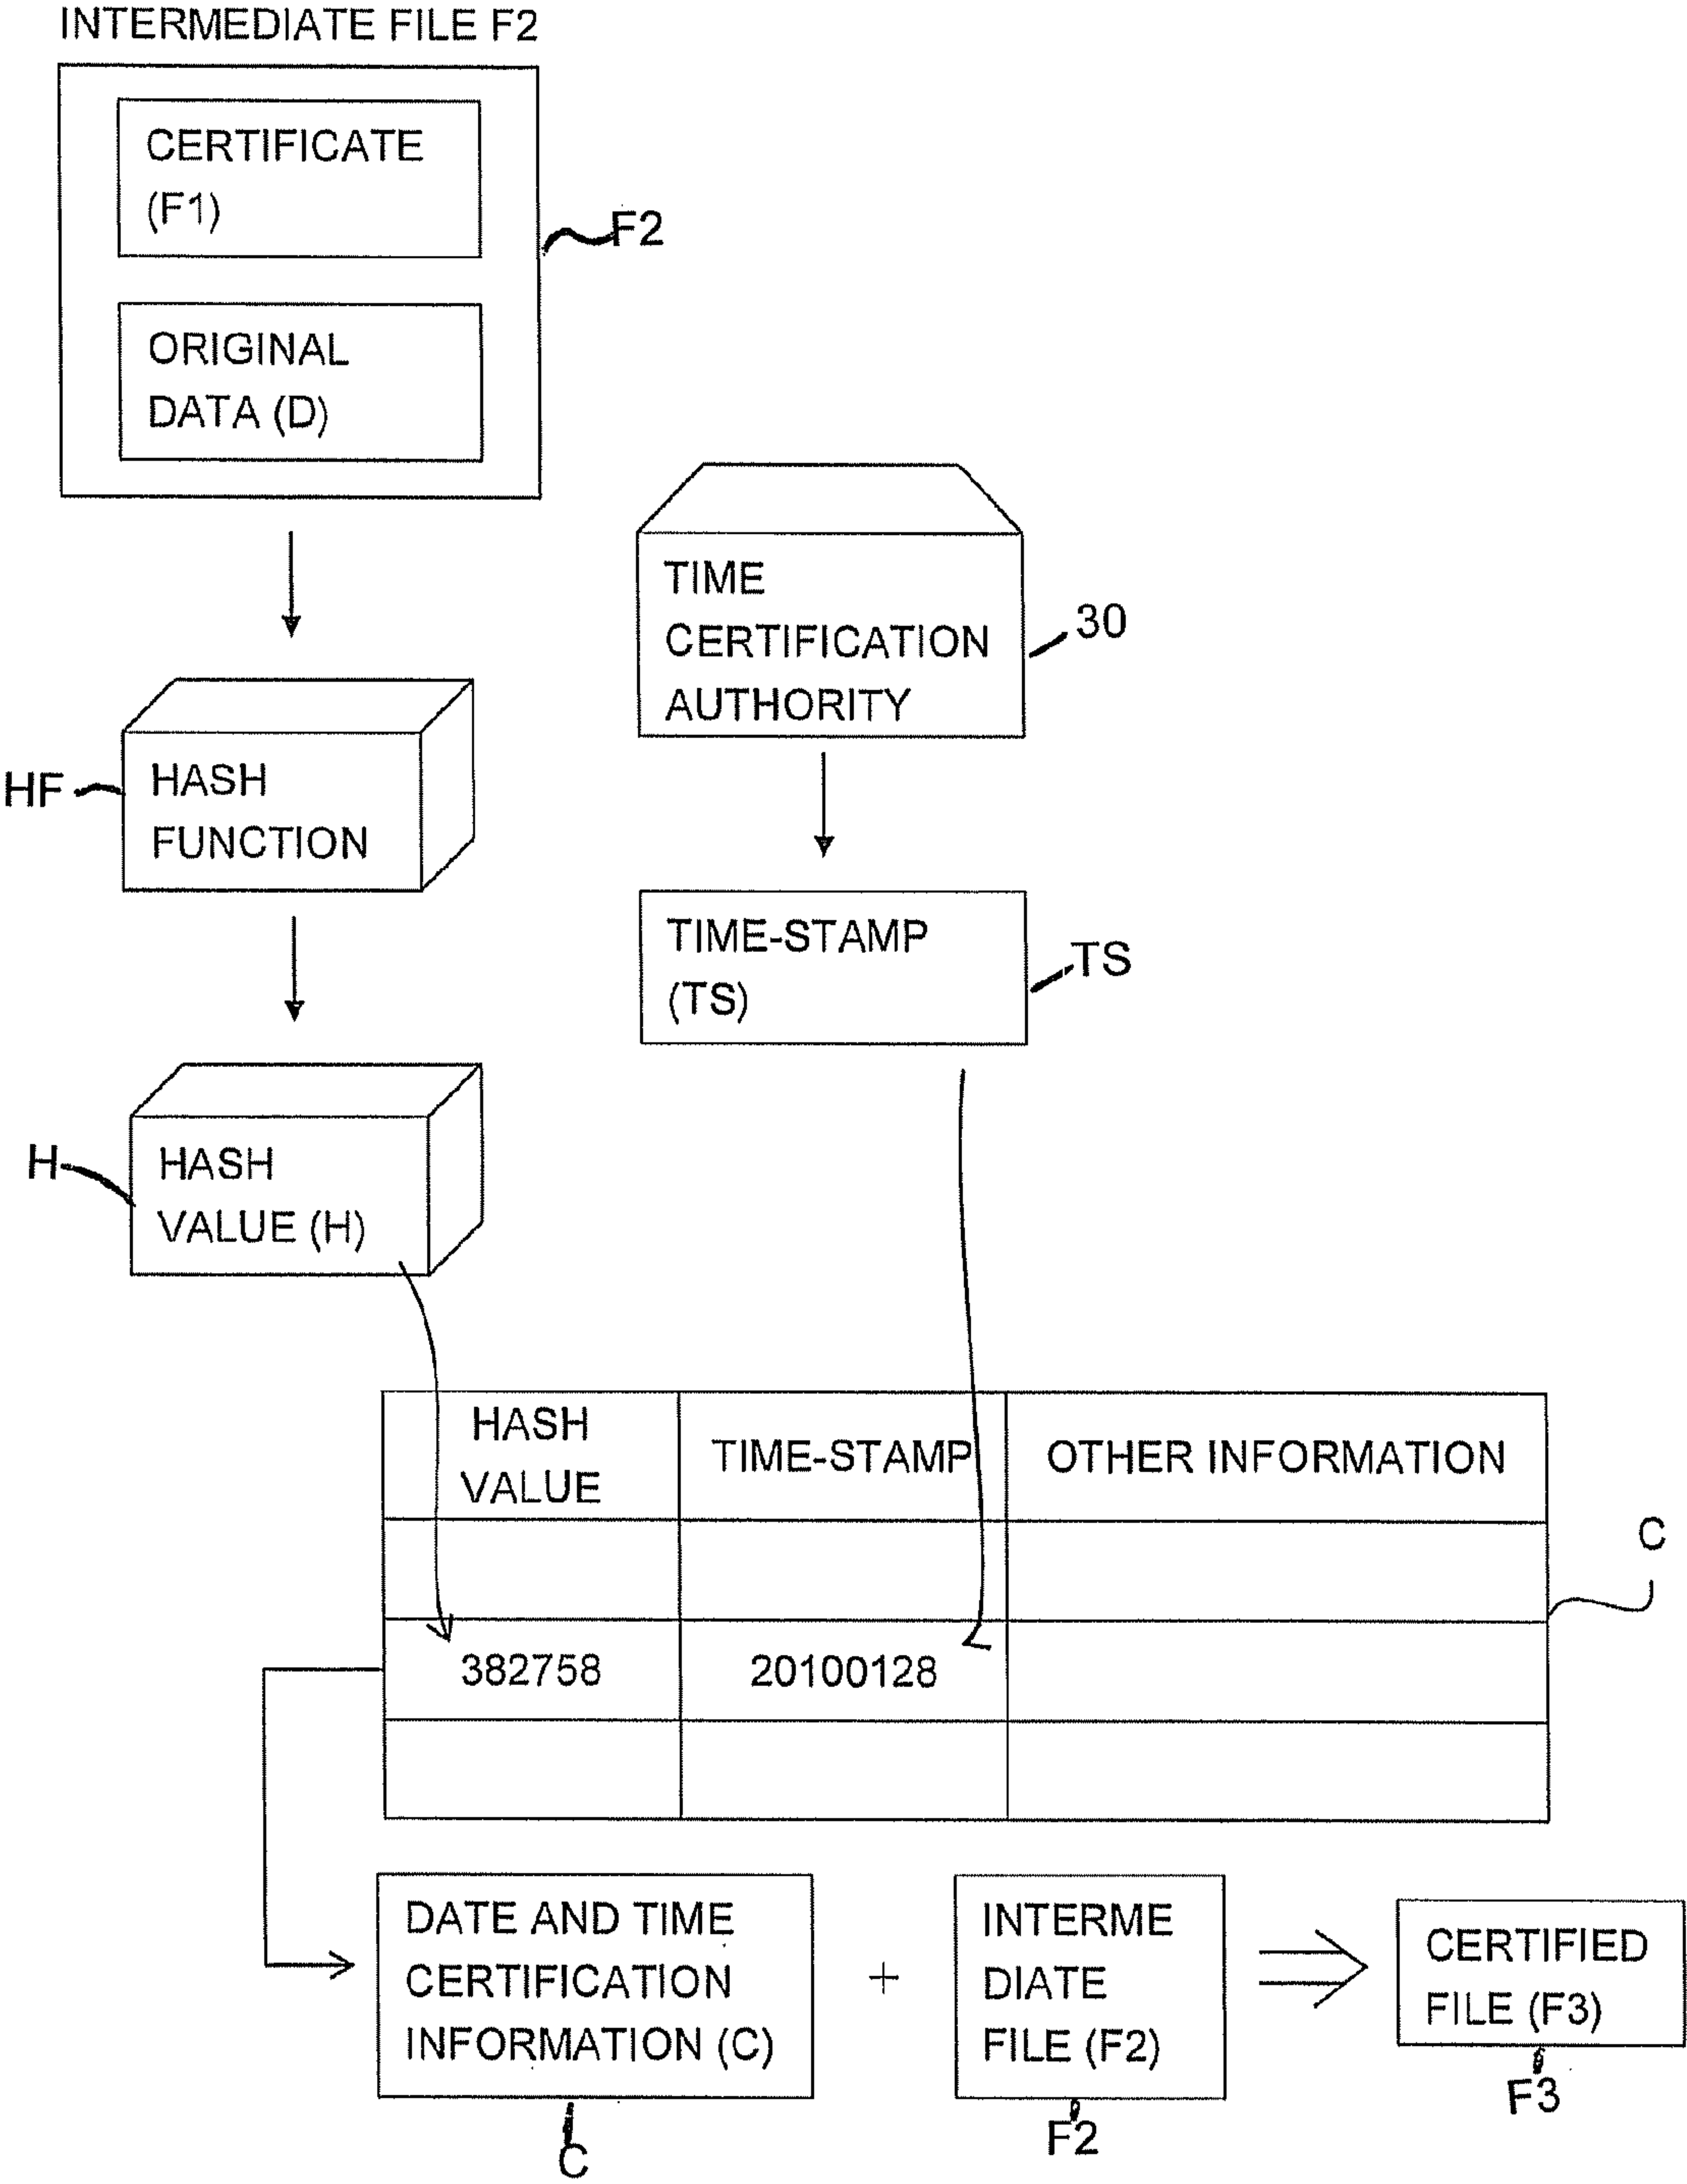 INTERMEDIATE FILE F2
CERTIFICATE
(F1)
F2
ORIGINAL
DATA (D)
TIME
CERTIFICATION
AUTHORITY
30
HF
HASH
FUNCTION
TIME-STAMP
(TS)
TS
H
HASH
VALUE (H)
HASH
VALUE
TIME-STAMP
OTHER INFORMATION
C
382758
20100128
DATE AND TIME
CERTIFICATION
INFORMATION (C)
+
INTERME
DIATE
FILE (F2)
CERTIFIED
FILE (F3)
C
F2
F3